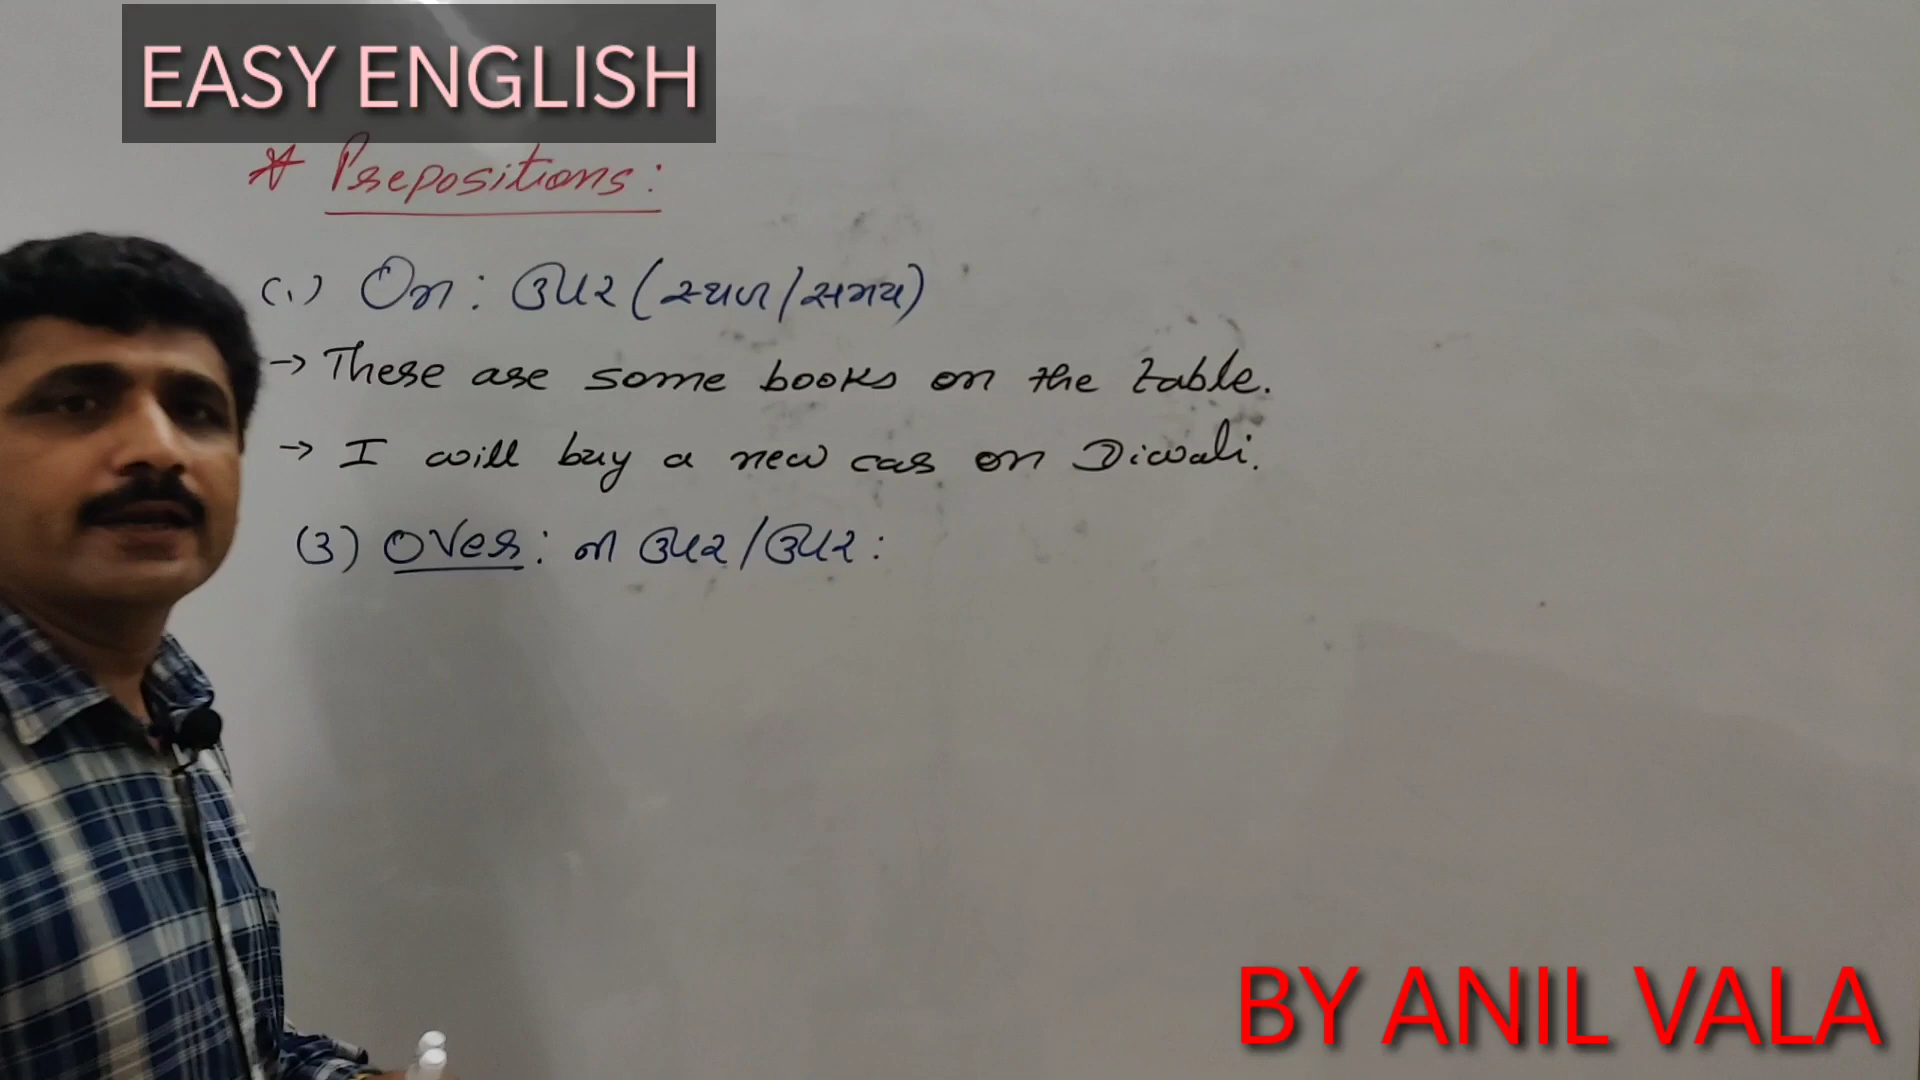 EASY ENGLISH
* Prepositions:
(1) On: ઉપર (સ્થળ/સમય)
→ There are some books on the table.
→ I will buy a new car on Diwali.
(3) Over: ની ઉપર/ઉપર:
BY ANIL VALA